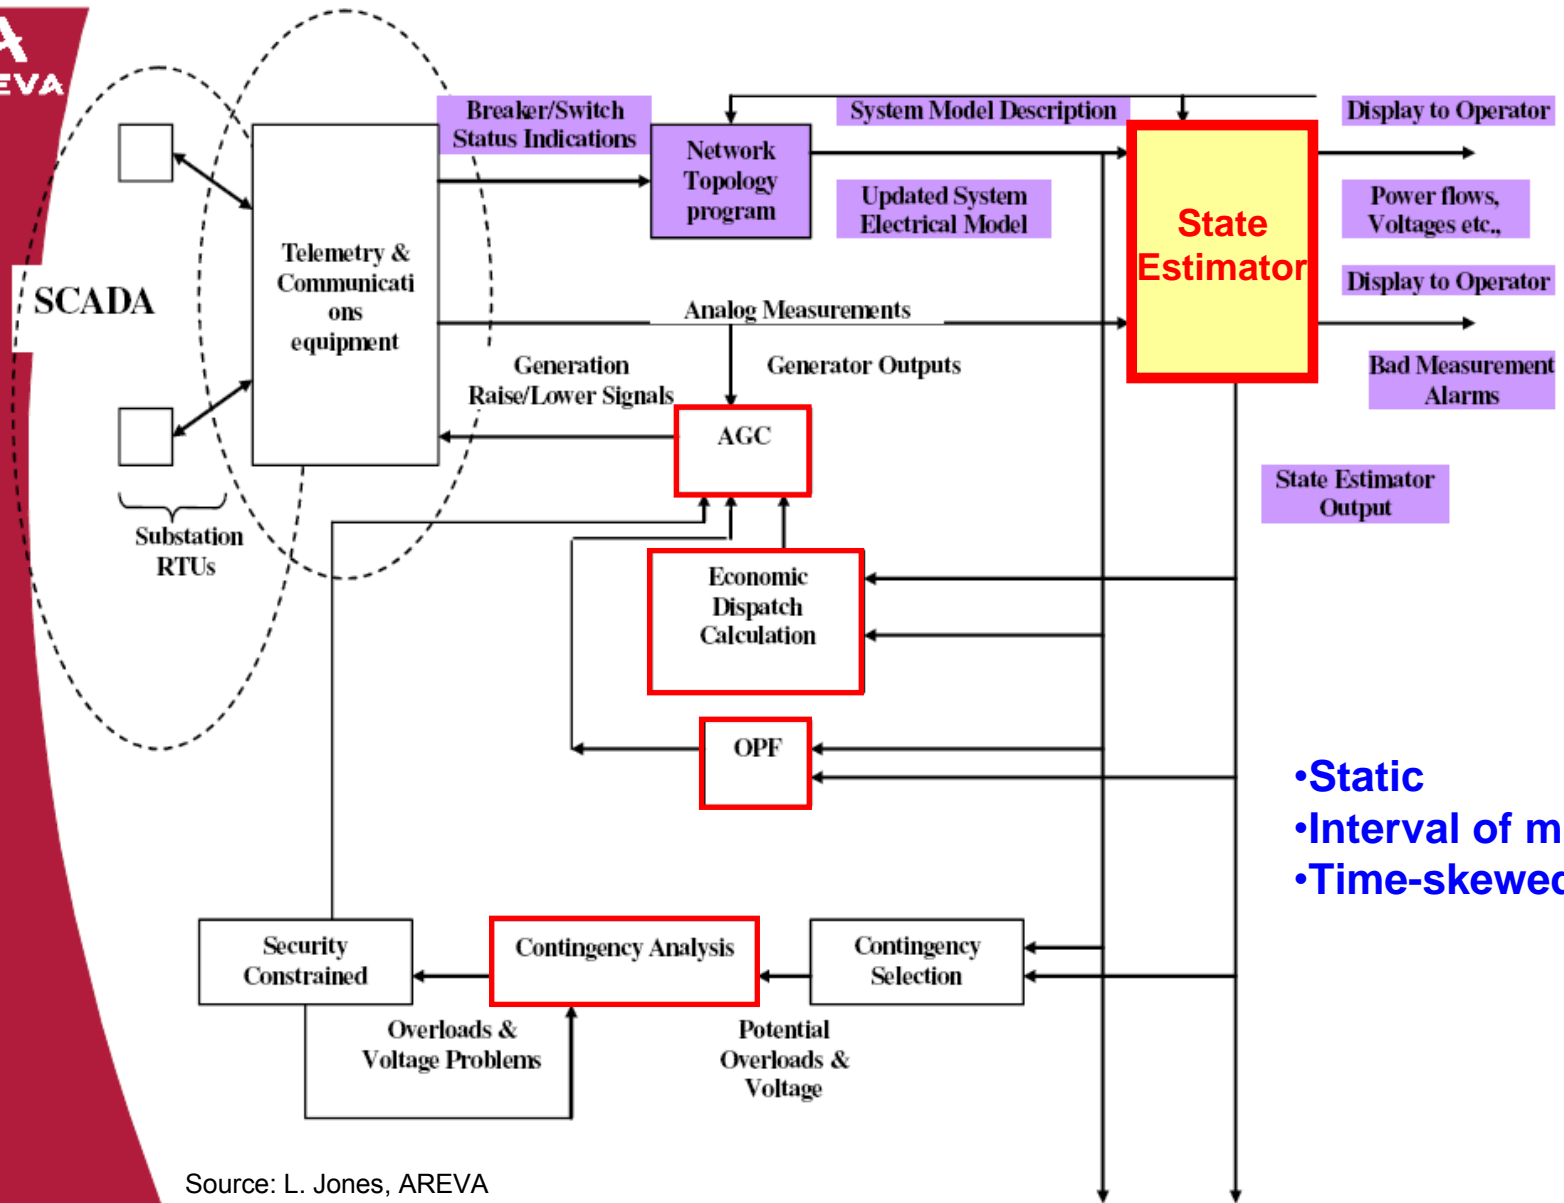 Breaker/Switch
Status Indications
System Model Description
Display to Operator
Network
Topology
program
Updated System
Electrical Model
State
Estimator
Power flows,
Voltages etc.,
Telemetry &
Communicati
ons
equipment
SCADA
Display to Operator
Analog Measurements
Generation
Raise/Lower Signals
Generator Outputs
Bad Measurement
Alarms
AGC
State Estimator
Output
Substation
RTUs
Economic
Dispatch
Calculation
OPF
•Static
•Interval of m
•Time-skewed
Security
Constrained
Contingency Analysis
Contingency
Selection
Overloads &
Voltage Problems
Potential
Overloads &
Voltage
Source: L. Jones, AREVA